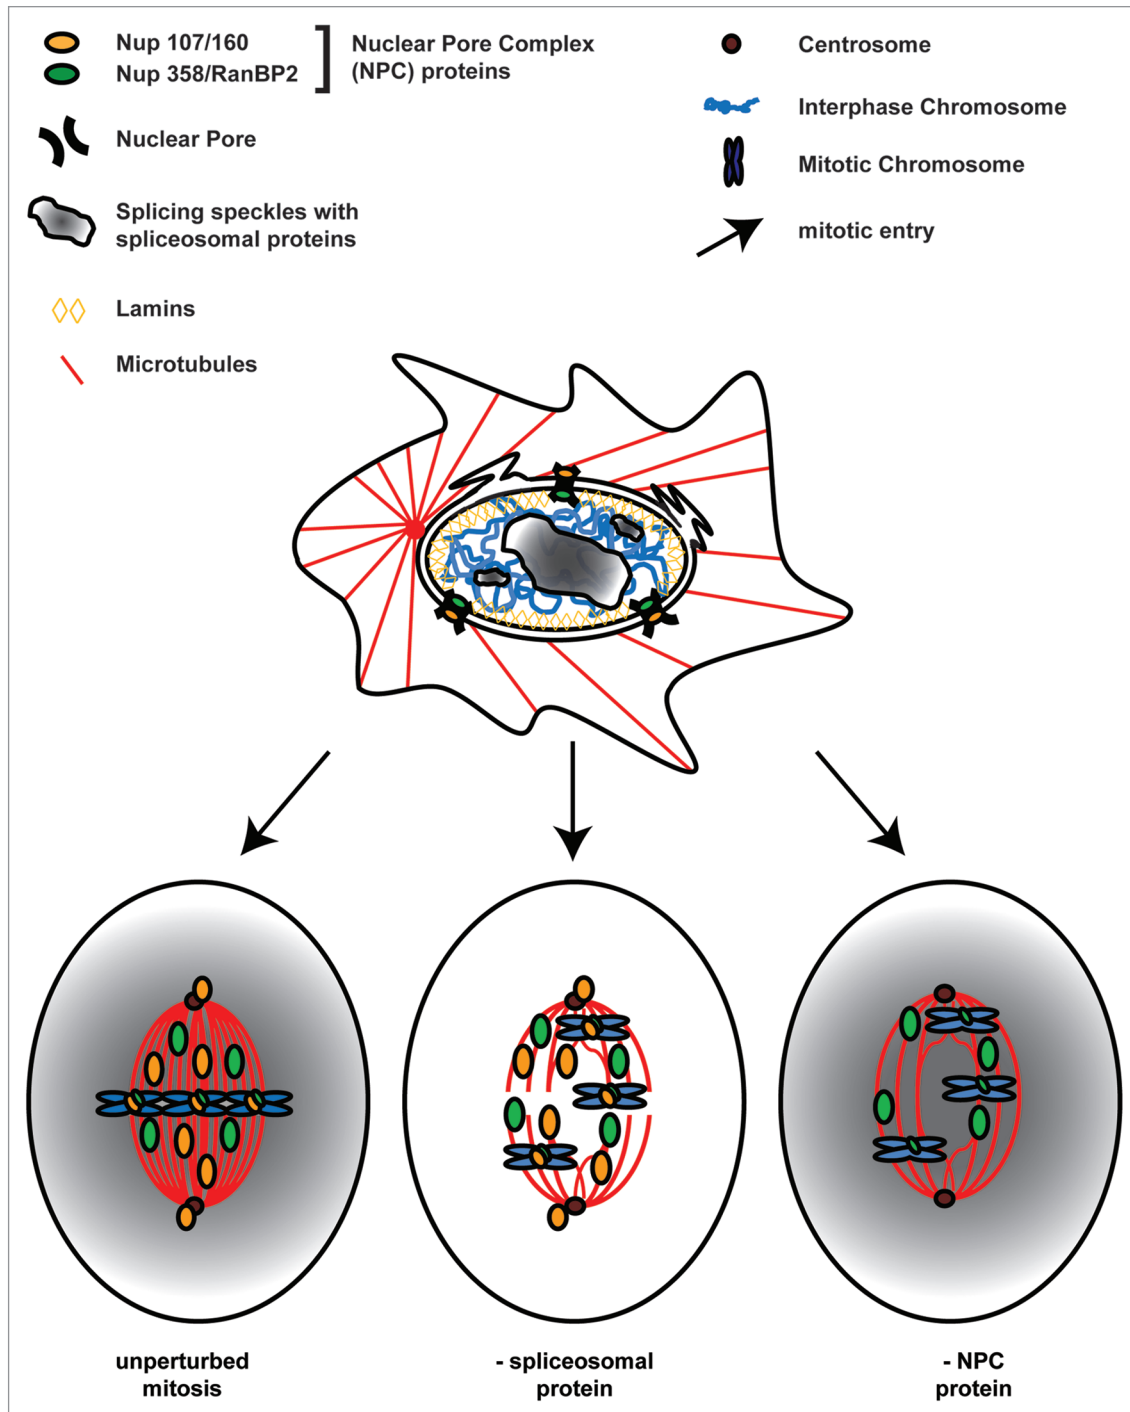 Nup 107/160
Nup 358/RanBP2
Nuclear Pore Complex
(NPC) proteins
Nuclear Pore
Splicing speckles with
spliceosomal proteins
Lamins
Microtubules
Centrosome
Interphase Chromosome
Mitotic Chromosome
mitotic entry
unperturbed
mitosis
- spliceosomal
protein
- NPC
protein